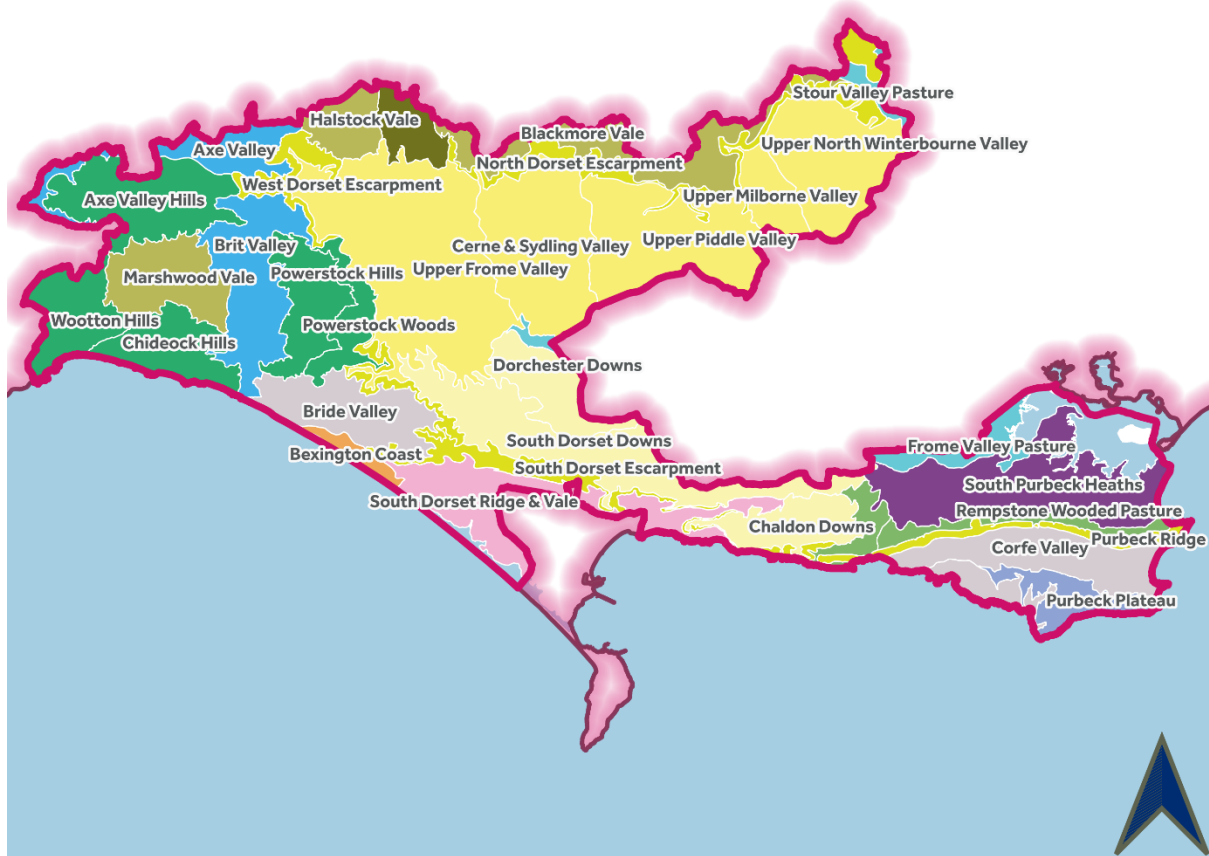 Stour Valley Pasture
Halstock Vale
Blackmore Vale
Upper North Winterbourne Valley
Axe Valley
North Dorset Escarpment
West Dorset Escarpment
Axe Valley Hills
Upper Milborne Valley
Upper Piddle Valley
Brit Valley
Cerne & Sydling Valley
Marshwood Vale
Powerstock Hills
Upper Frome Valley
Wootton Hills
Powerstock Woods
Chideock Hills
Dorchester Downs
Bride Valley
South Dorset Downs
Frome Valley Pasture
Bexington Coast
South Dorset Escarpment
South Purbeck Heaths
South Dorset Ridge & Vale
Rempstone Wooded Pasture
Chaldon Downs
Purbeck Ridge
Corfe Valley
Purbeck Plateau